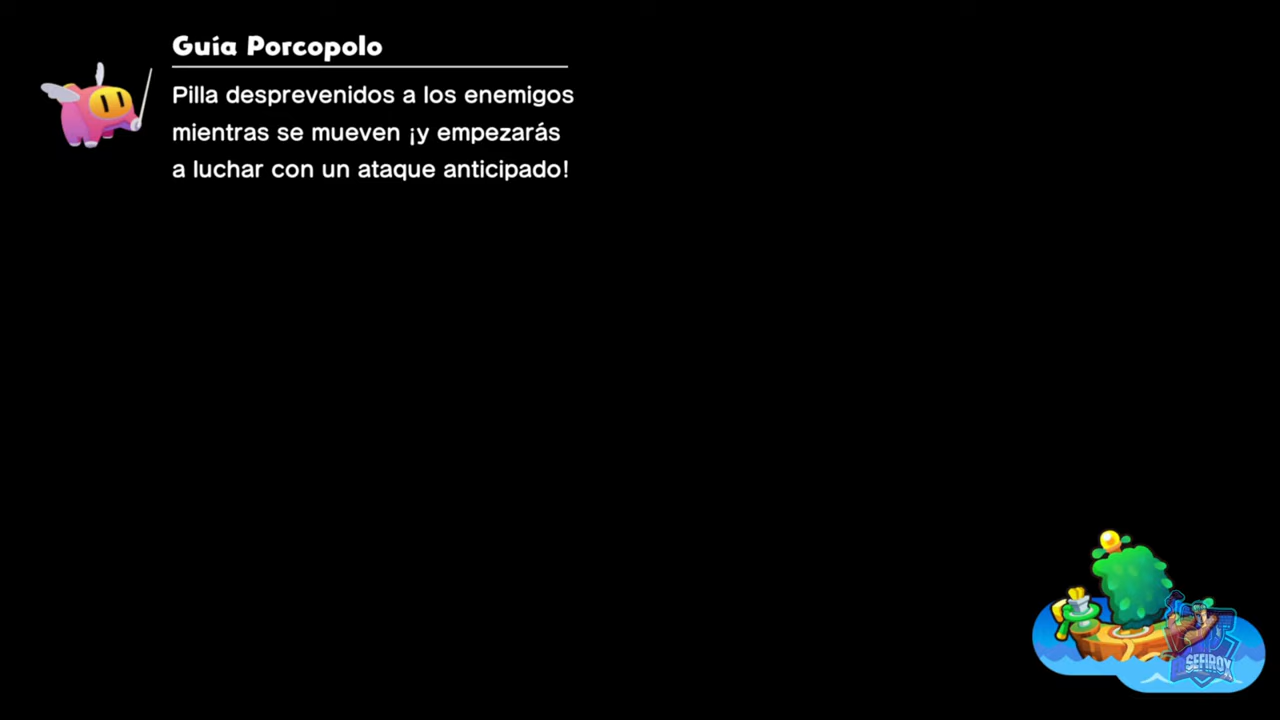 Guía Porcopolo
Pilla desprevenidos a los enemigos
mientras se mueven ¡y empezarás
a luchar con un ataque anticipado!
SEFIROX